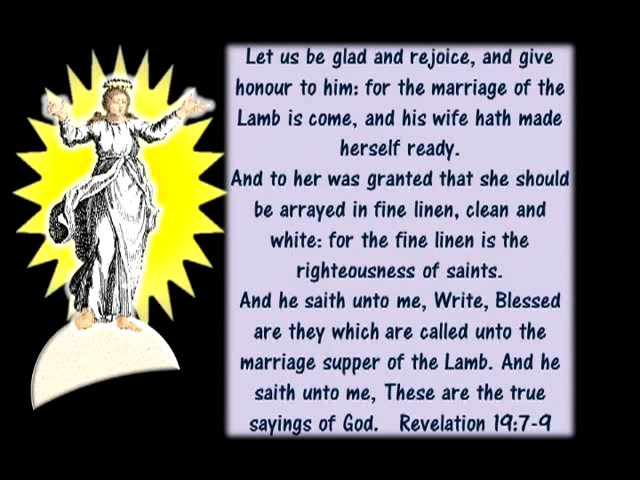 Let us be glad and rejoice, and give
honour to him: for the marriage of the
Lamb is come, and his wife hath made
herself ready.
And to her was granted that she should
be arrayed in fine linen, clean and
white: for the fine linen is the
righteousness of saints.
And he saith unto me, Write, Blessed
are they which are called unto the
marriage supper of the Lamb. And he
saith unto me, These are the true
sayings of God. Revelation 19:7-9